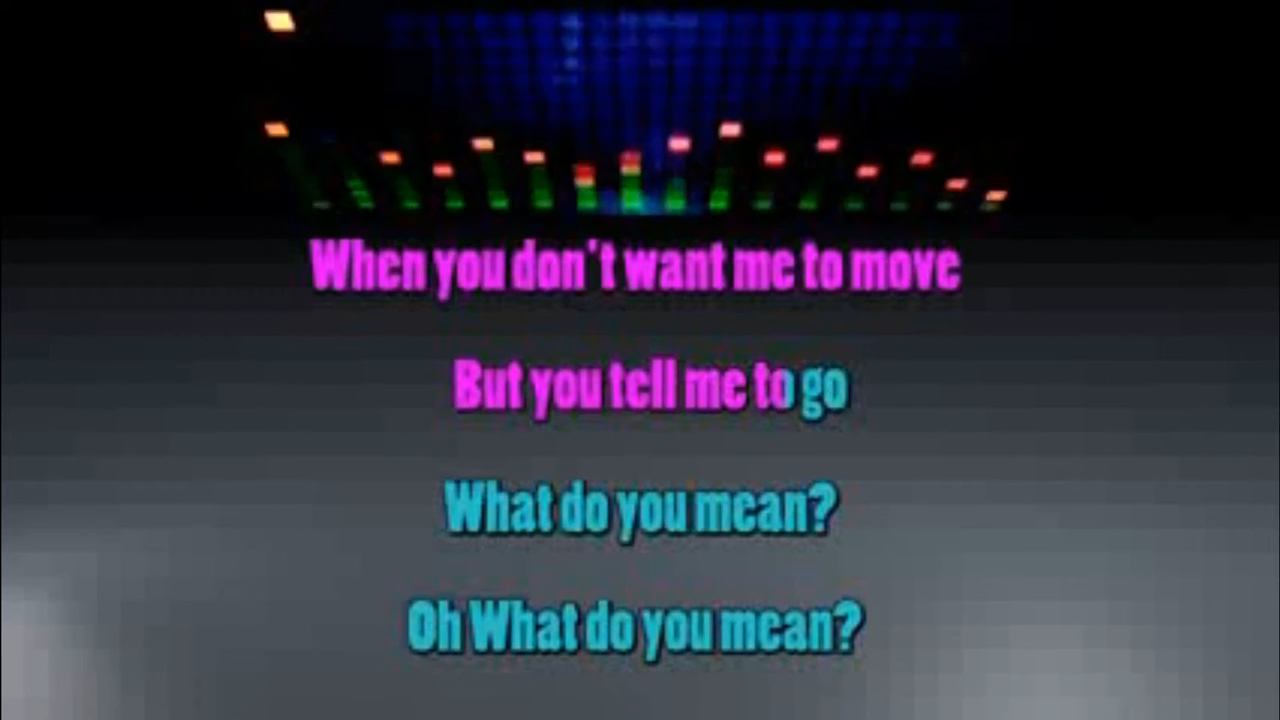 When you don't want me to move
But you tell me to go
What do you mean?
Oh What do you mean?